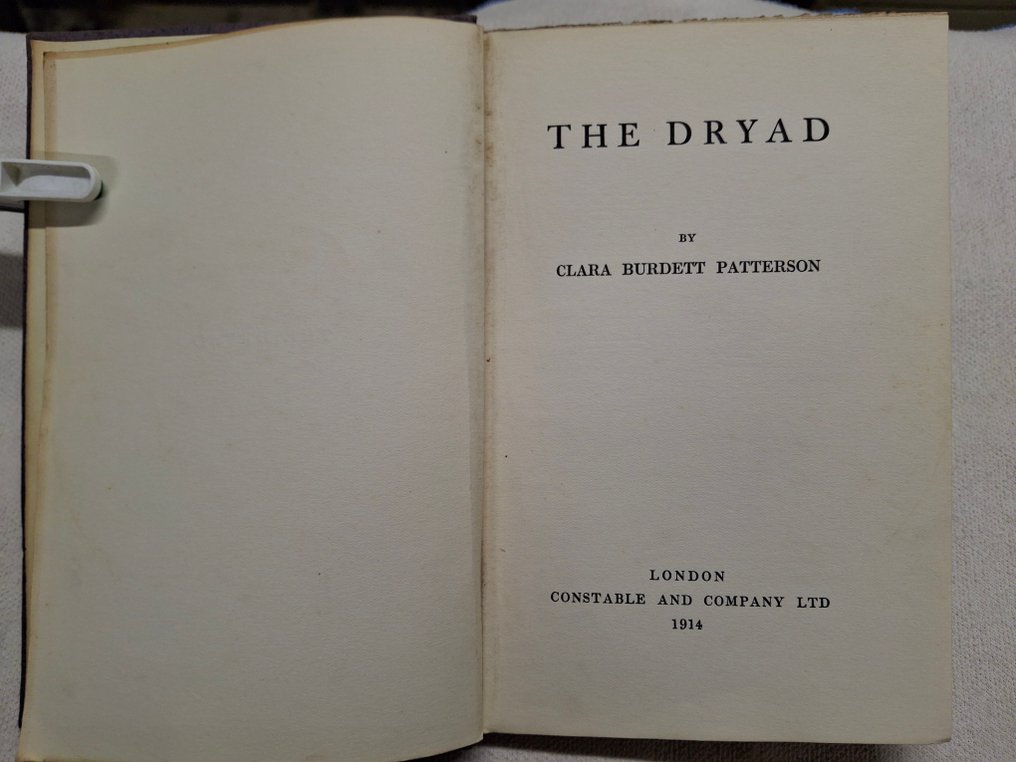 THE DRYAD
BY
CLARA BURDETT PATTERSON
LONDON
CONSTABLE AND COMPANY LTD
1914